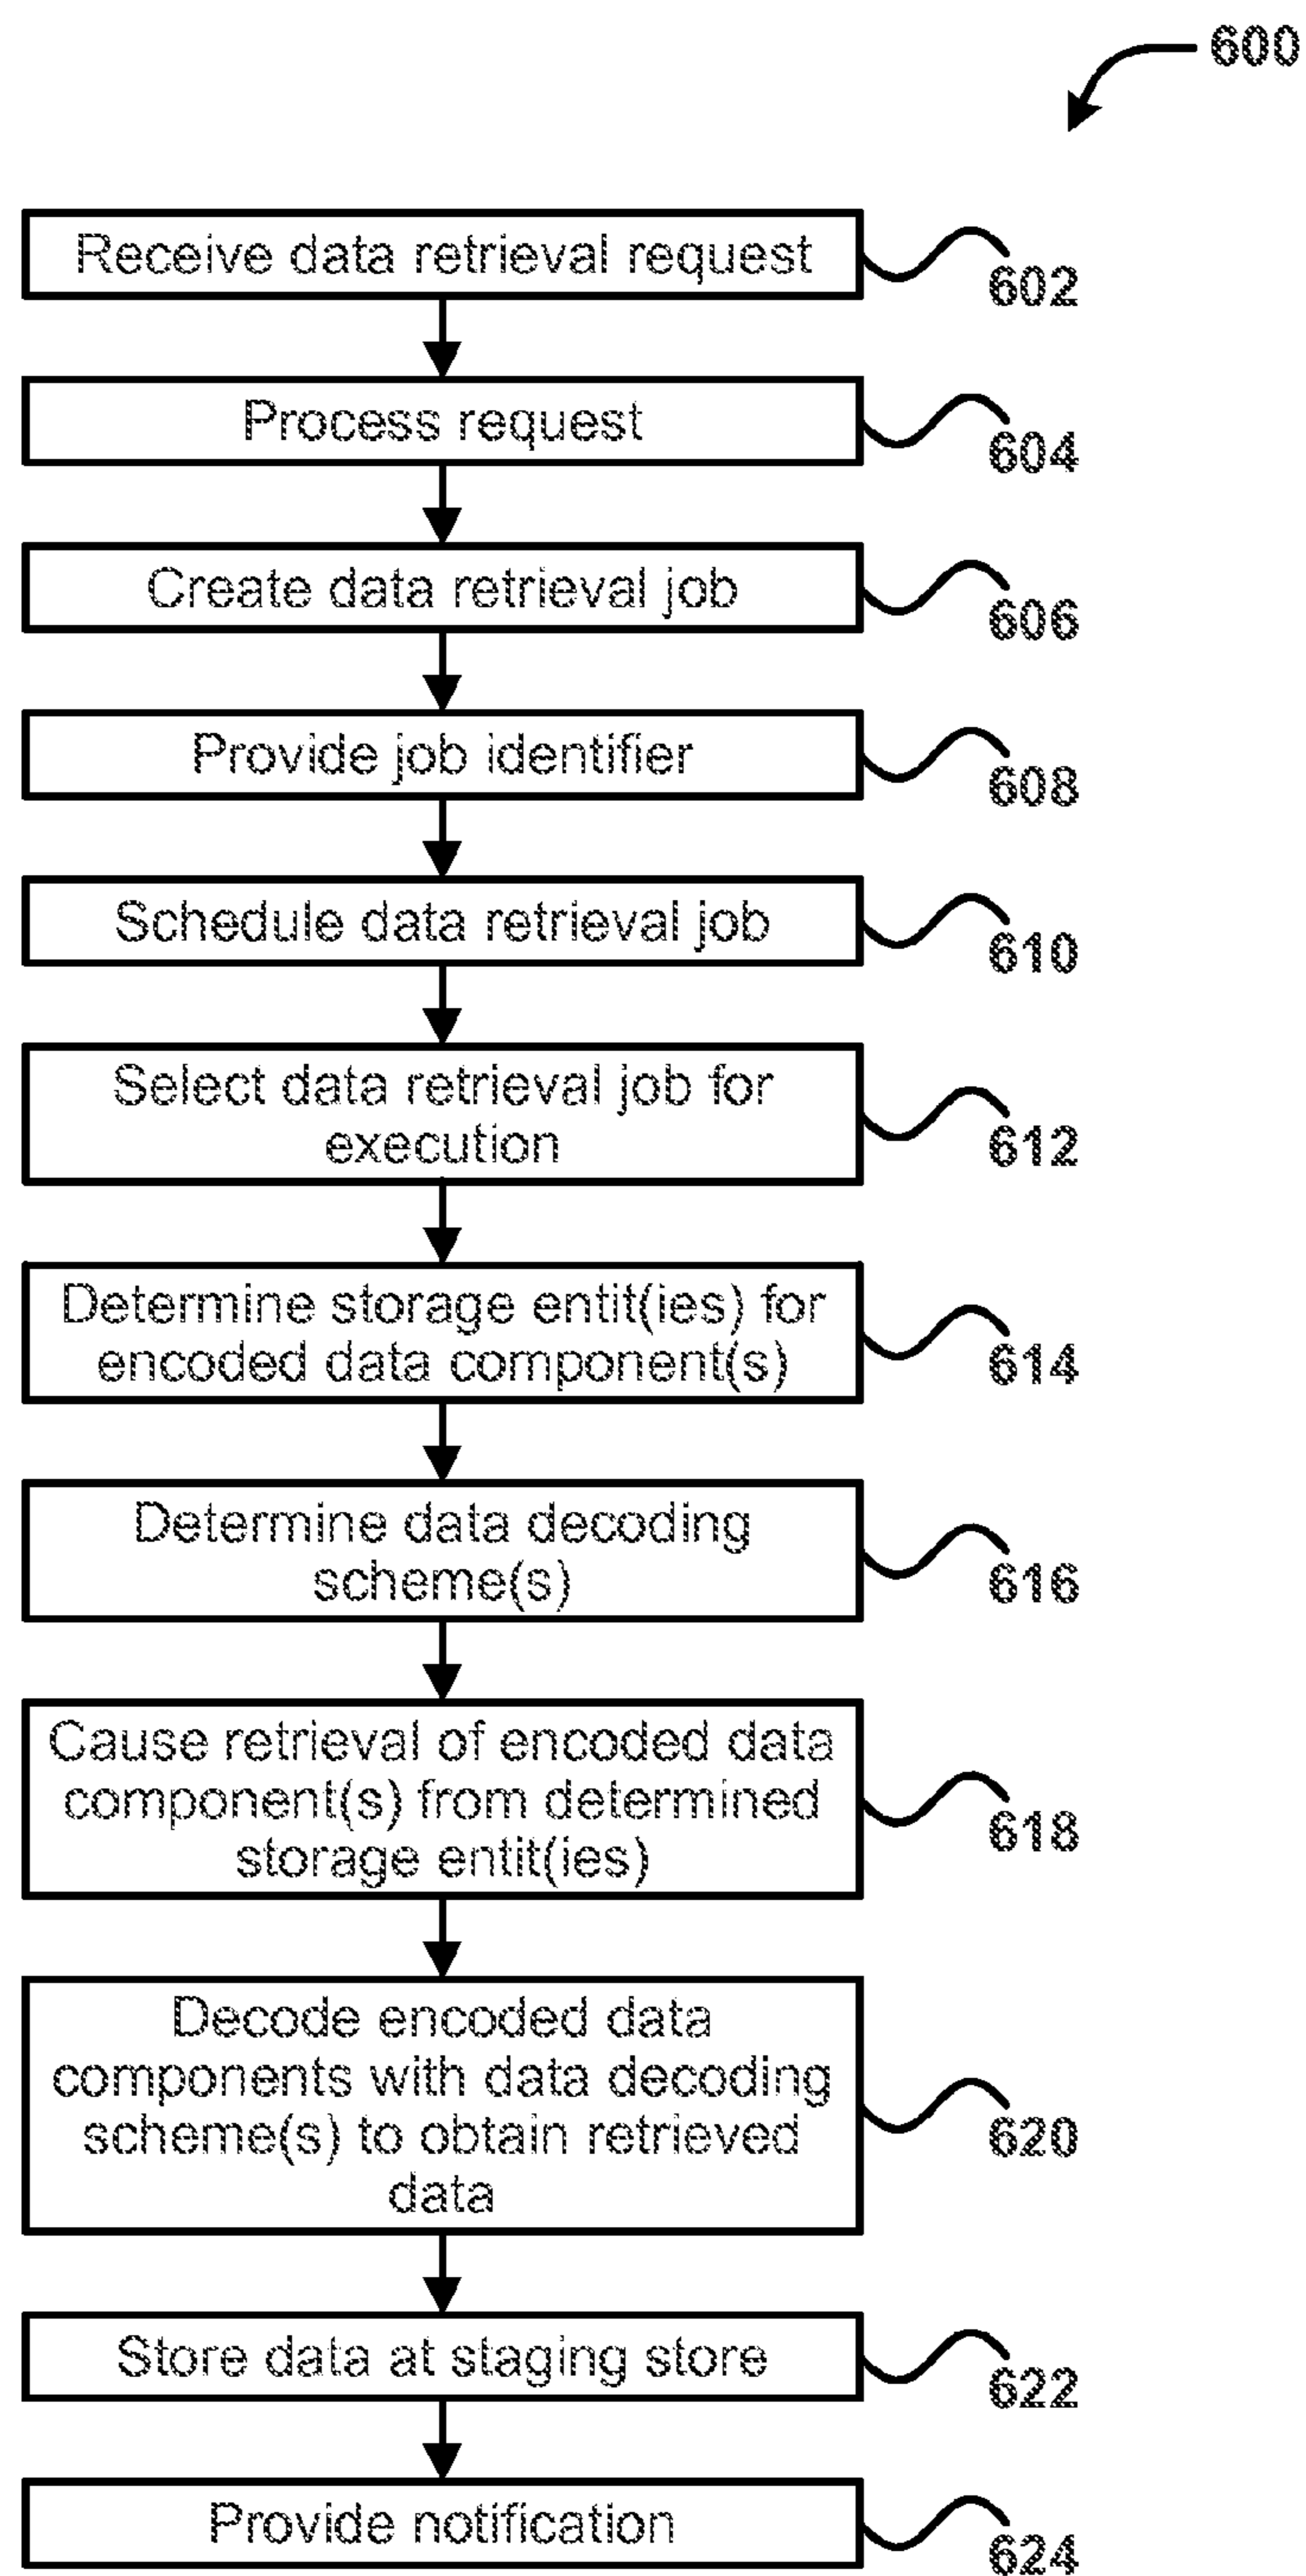 600
Receive data retrieval request
602
Process request
604
Create data retrieval job
606
Provide job identifier
608
Schedule data retrieval job
610
Select data retrieval job for
execution
612
Determine storage entit(ies) for
encoded data component(s)
614
Determine data decoding
scheme(s)
616
Cause retrieval of encoded data
component(s) from determined
storage entit(ies)
618
Decode encoded data
components with data decoding
scheme(s) to obtain retrieved
data
620
Store data at staging store
622
Provide notification
624